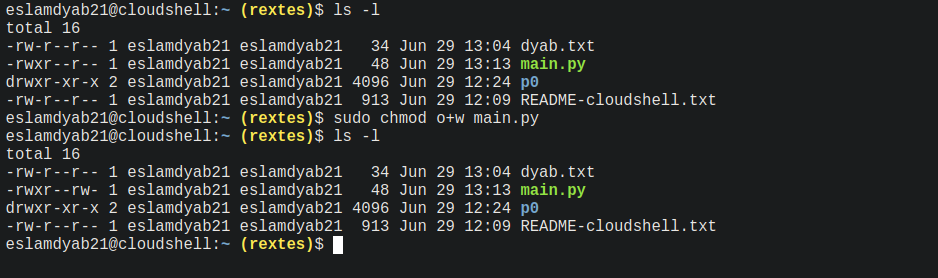 eslamdyab21@cloudshell:~ (rextes)$ ls -l
total 16
-rw-r--r-- 1 eslamdyab21 eslamdyab21   34 Jun 29 13:04 dyab.txt
-rwxr--r-- 1 eslamdyab21 eslamdyab21   48 Jun 29 13:13 main.py
drwxr-xr-x 2 eslamdyab21 eslamdyab21 4096 Jun 29 12:24 p0
-rw-r--r-- 1 eslamdyab21 eslamdyab21  913 Jun 29 12:09 README-cloudshell.txt
eslamdyab21@cloudshell:~ (rextes)$ sudo chmod o+w main.py
eslamdyab21@cloudshell:~ (rextes)$ ls -l
total 16
-rw-r--r-- 1 eslamdyab21 eslamdyab21   34 Jun 29 13:04 dyab.txt
-rwxr--rw- 1 eslamdyab21 eslamdyab21   48 Jun 29 13:13 main.py
drwxr-xr-x 2 eslamdyab21 eslamdyab21 4096 Jun 29 12:24 p0
-rw-r--r-- 1 eslamdyab21 eslamdyab21  913 Jun 29 12:09 README-cloudshell.txt
eslamdyab21@cloudshell:~ (rextes)$